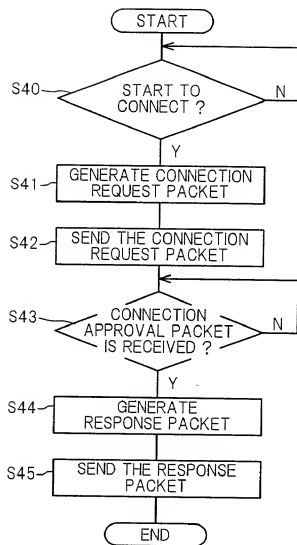 START
S40
START TO
CONNECT ?
N
Y
S41
GENERATE CONNECTION
REQUEST PACKET
S42
SEND THE CONNECTION
REQUEST PACKET
S43
CONNECTION
APPROVAL PACKET
IS RECEIVED ?
N
Y
S44
GENERATE
RESPONSE PACKET
S45
SEND THE RESPONSE
PACKET
END